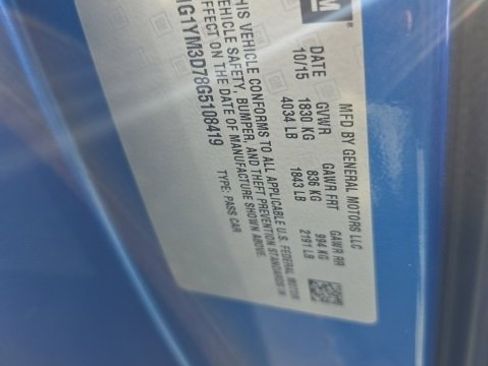 GM
MFD BY GENERAL MOTORS LLC
DATE GVWR GAWR FRT GAWR RR
10/15 1830 KG 836 KG 994 KG
4034 LB 1843 LB 2191 LB
THIS VEHICLE CONFORMS TO ALL APPLICABLE U.S. FEDERAL MOTOR
VEHICLE SAFETY, BUMPER, AND THEFT PREVENTION STANDARDS IN
EFFECT ON THE DATE OF MANUFACTURE SHOWN ABOVE.
1G1YM3D78G5108419 TYPE: PASS CAR